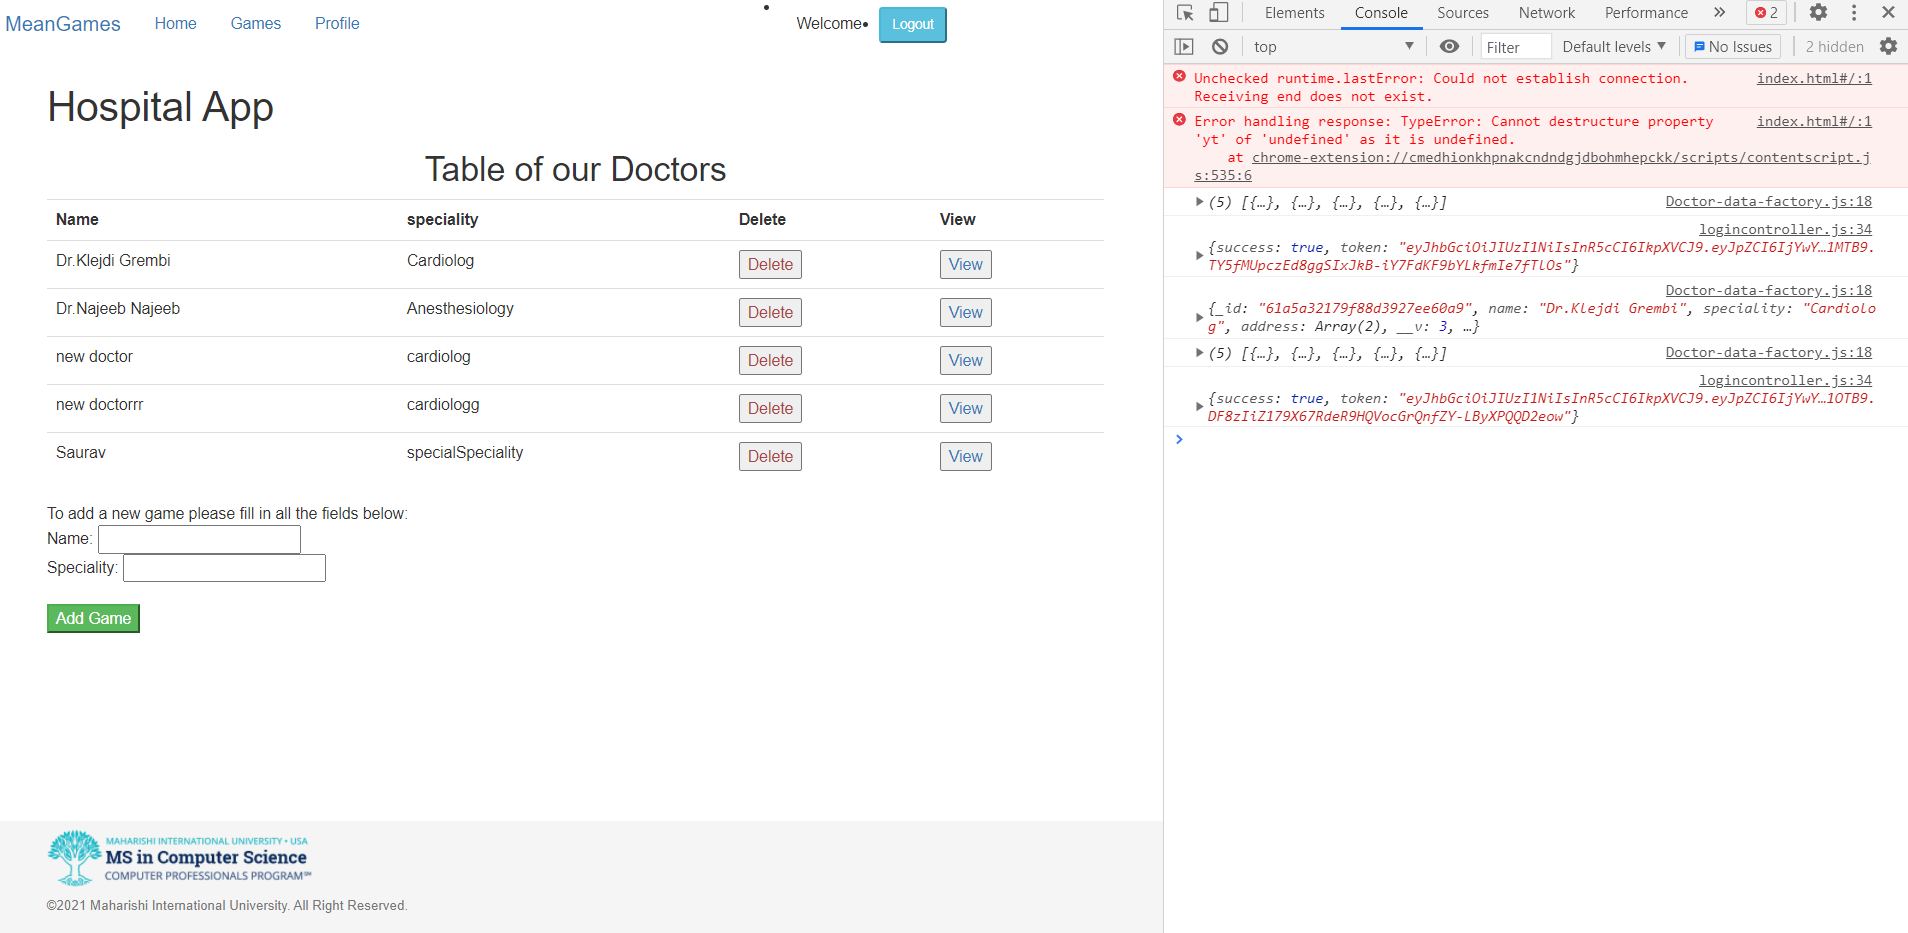 MeanGames Home Games Profile Welcome Logout
Hospital App
Table of our Doctors
Name speciality Delete View
Dr.Klejdi Grembi Cardiolog Delete View
Dr.Najeeb Najeeb Anesthesiology Delete View
new doctor cardiolog Delete View
new doctorrr cardiologg Delete View
Saurav specialSpeciality Delete View
To add a new game please fill in all the fields below:
Name:
Speciality:
Add Game
MAHARISHI INTERNATIONAL UNIVERSITY • USA
MS in Computer Science
COMPUTER PROFESSIONALS PROGRAM℠
©2021 Maharishi International University. All Right Reserved.
Elements Console Sources Network Performance » 2
top Filter Default levels No Issues 2 hidden
Unchecked runtime.lastError: Could not establish connection. index.html#/:1
Receiving end does not exist.
Error handling response: TypeError: Cannot destructure property index.html#/:1
'yt' of 'undefined' as it is undefined.
at chrome-extension://cmedhionkhpnakcndndgjdbohmhepckk/scripts/contentscript.j
s:535:6
(5) [{…}, {…}, {…}, {…}, {…}] Doctor-data-factory.js:18
logincontroller.js:34
{success: true, token: "eyJhbGciOiJIUzI1NiIsInR5cCI6IkpXVCJ9.eyJpZCI6IjYwY…1MTB9.
TY5fMUpczEd8ggSIxJkB-iY7FdKF9bYLkfmIe7fTlOs"}
Doctor-data-factory.js:18
{_id: "61a5a32179f88d3927ee60a9", name: "Dr.Klejdi Grembi", speciality: "Cardiolo
g", address: Array(2), __v: 3, …}
(5) [{…}, {…}, {…}, {…}, {…}] Doctor-data-factory.js:18
logincontroller.js:34
{success: true, token: "eyJhbGciOiJIUzI1NiIsInR5cCI6IkpXVCJ9.eyJpZCI6IjYwY…1OTB9.
DF8zIiZ179X67RdeR9HQVocGrQnfZY-LByXPQQD2eow"}